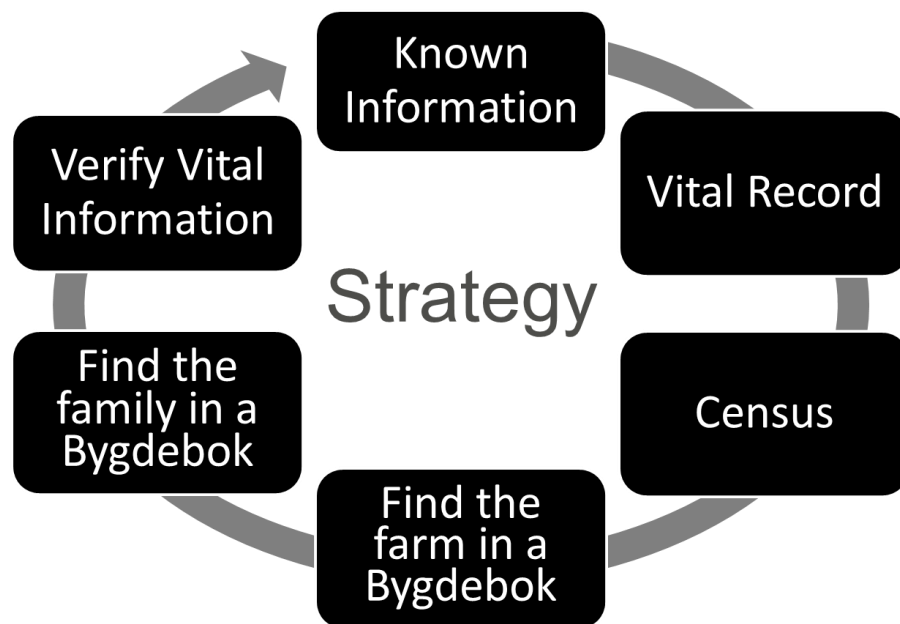 Known
Information
Vital Record
Census
Find the
farm in a
Bygdebok
Find the
family in a
Bygdebok
Verify Vital
Information
Strategy